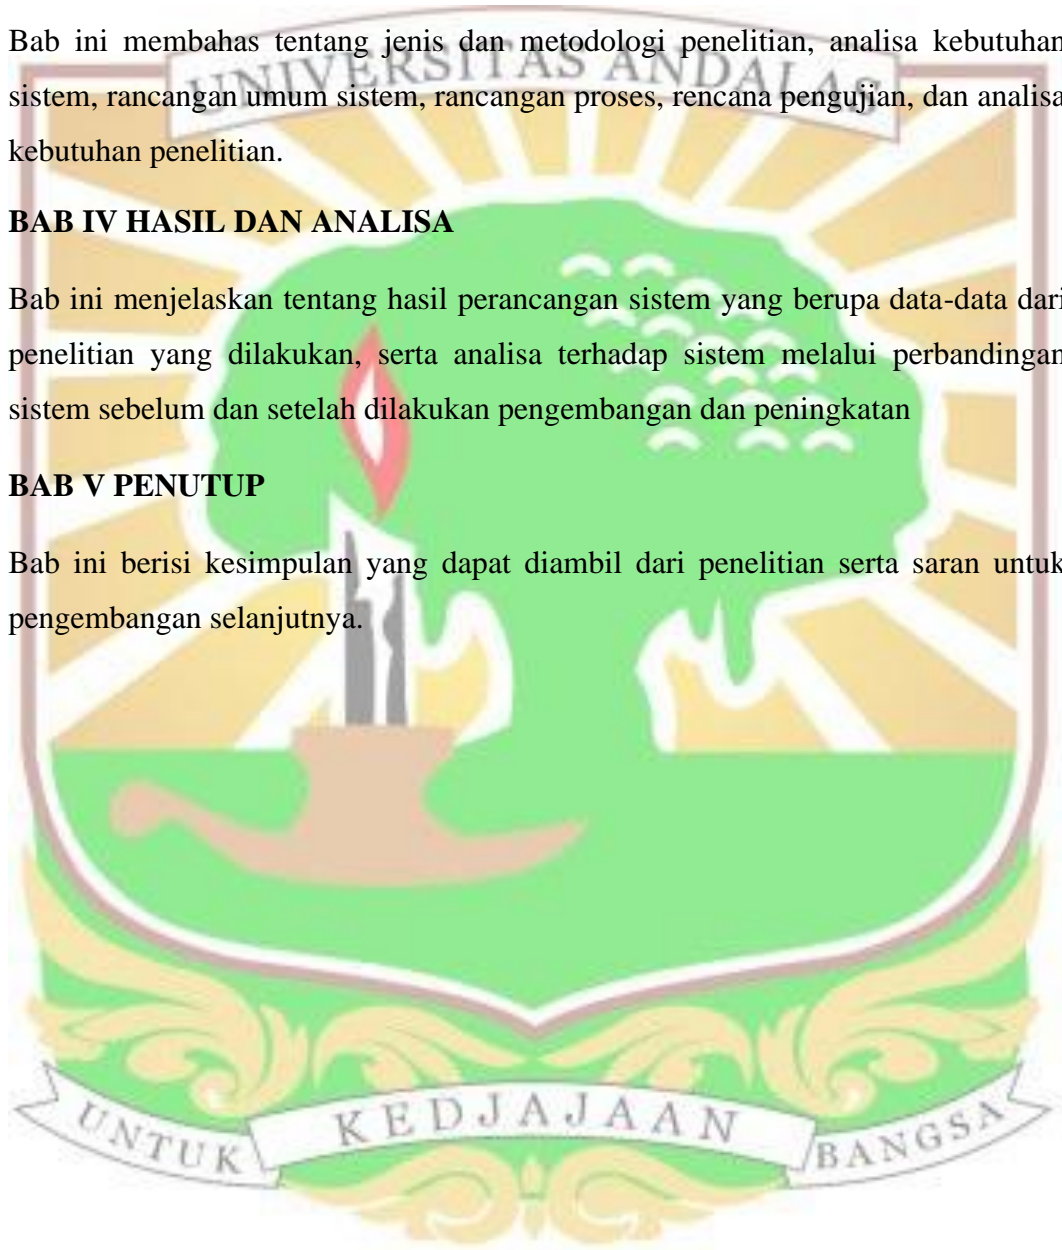 UNIVERSITAS ANDALAS
Bab ini membahas tentang jenis dan metodologi penelitian, analisa kebutuhan
sistem, rancangan umum sistem, rancangan proses, rencana pengujian, dan analisa
kebutuhan penelitian.
BAB IV HASIL DAN ANALISA
Bab ini menjelaskan tentang hasil perancangan sistem yang berupa data-data dari
penelitian yang dilakukan, serta analisa terhadap sistem melalui perbandingan
sistem sebelum dan setelah dilakukan pengembangan dan peningkatan
BAB V PENUTUP
Bab ini berisi kesimpulan yang dapat diambil dari penelitian serta saran untuk
pengembangan selanjutnya.
UNTUK KEDJAJAAN BANGSA